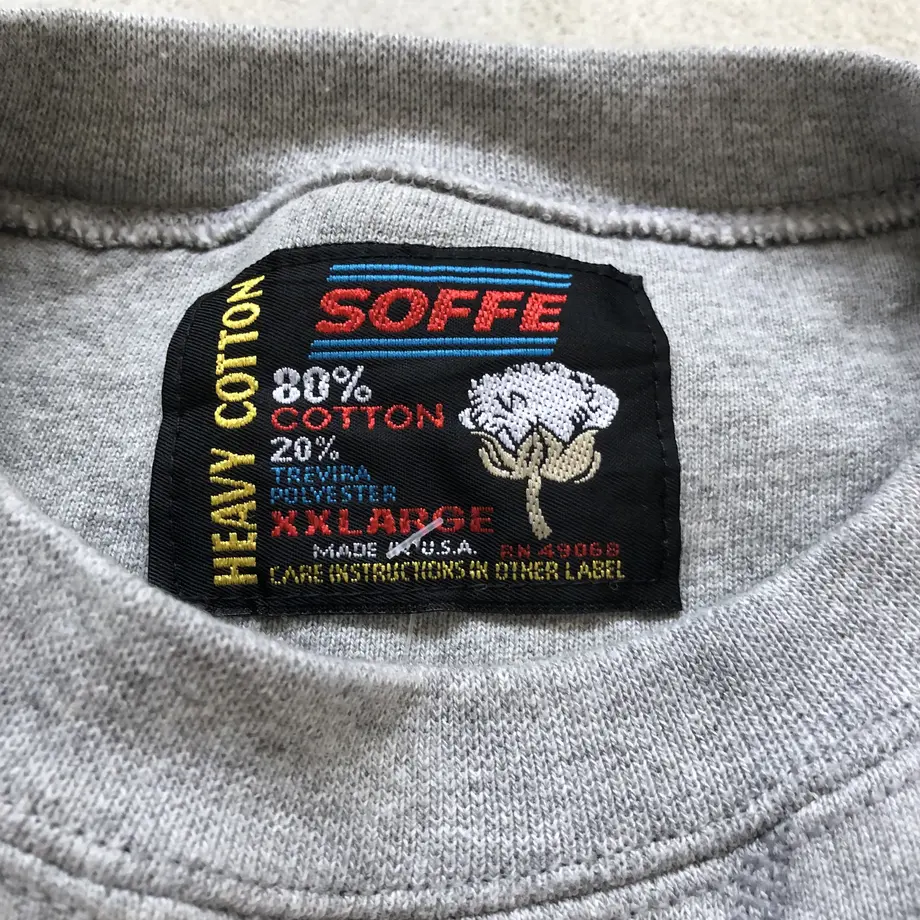 HEAVY COTTON
SOFFE
80%
COTTON
20%
TREVIRA
POLYESTER
XXLARGE
MADE IN U.S.A. RN 49068
CARE INSTRUCTIONS IN OTHER LABEL